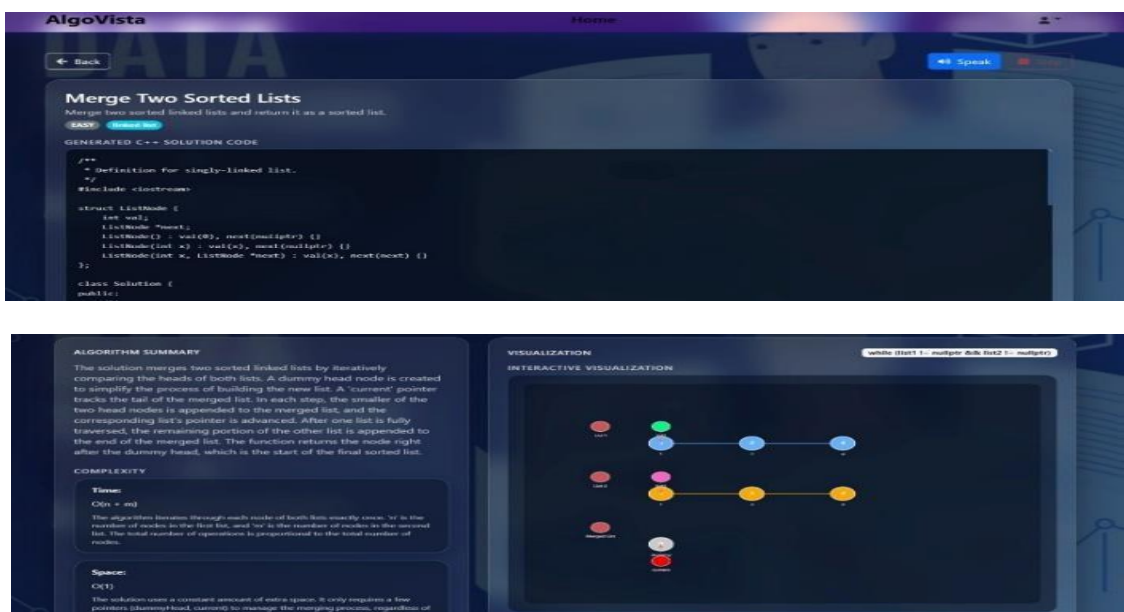 AlgoVista Home
DATA
← Back Speak
Merge Two Sorted Lists
Merge two sorted linked lists and return it as a sorted list.
EASY linked list
GENERATED C++ SOLUTION CODE
/**
* Definition for singly-linked list.
*/
#include <iostream>
struct ListNode {
int val;
ListNode *next;
ListNode() : val(0), next(nullptr) {}
ListNode(int x) : val(x), next(nullptr) {}
ListNode(int x, ListNode *next) : val(x), next(next) {}
};
class Solution {
public:
ALGORITHM SUMMARY
The solution merges two sorted linked lists by iteratively
comparing the heads of both lists. A dummy head node is created
to simplify the process of building the new list. A 'current' pointer
tracks the tail of the merged list. In each step, the smaller of the
two head nodes is appended to the merged list, and the
corresponding list's pointer is advanced. After one list is fully
traversed, the remaining portion of the other list is appended to
the end of the merged list. The function returns the node right
after the dummy head, which is the start of the final sorted list.
COMPLEXITY
Time:
O(n + m)
The algorithm iterates through each node of both lists exactly once. 'n' is the
number of nodes in the first list, and 'm' is the number of nodes in the second
list. The total number of operations is proportional to the total number of
nodes.
Space:
O(1)
The solution uses a constant amount of extra space. It only requires a few
pointers (dummyHead, current) to manage the merging process, regardless of
VISUALIZATION while (list1 != nullptr && list2 != nullptr)
INTERACTIVE VISUALIZATION
List 1
List 2
Merged List